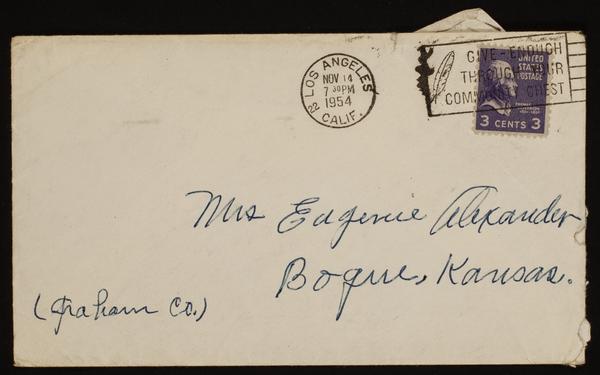 LOS ANGELES
NOV 14
7 30PM
1954
22 CALIF.
GIVE-ENOUGH
THROUGH YOUR
COMMUNITY CHEST
UNITED
STATES
POSTAGE
3 CENTS 3
Mrs Eugenie Alexander
Bogue, Kansas.
(Graham Co.)